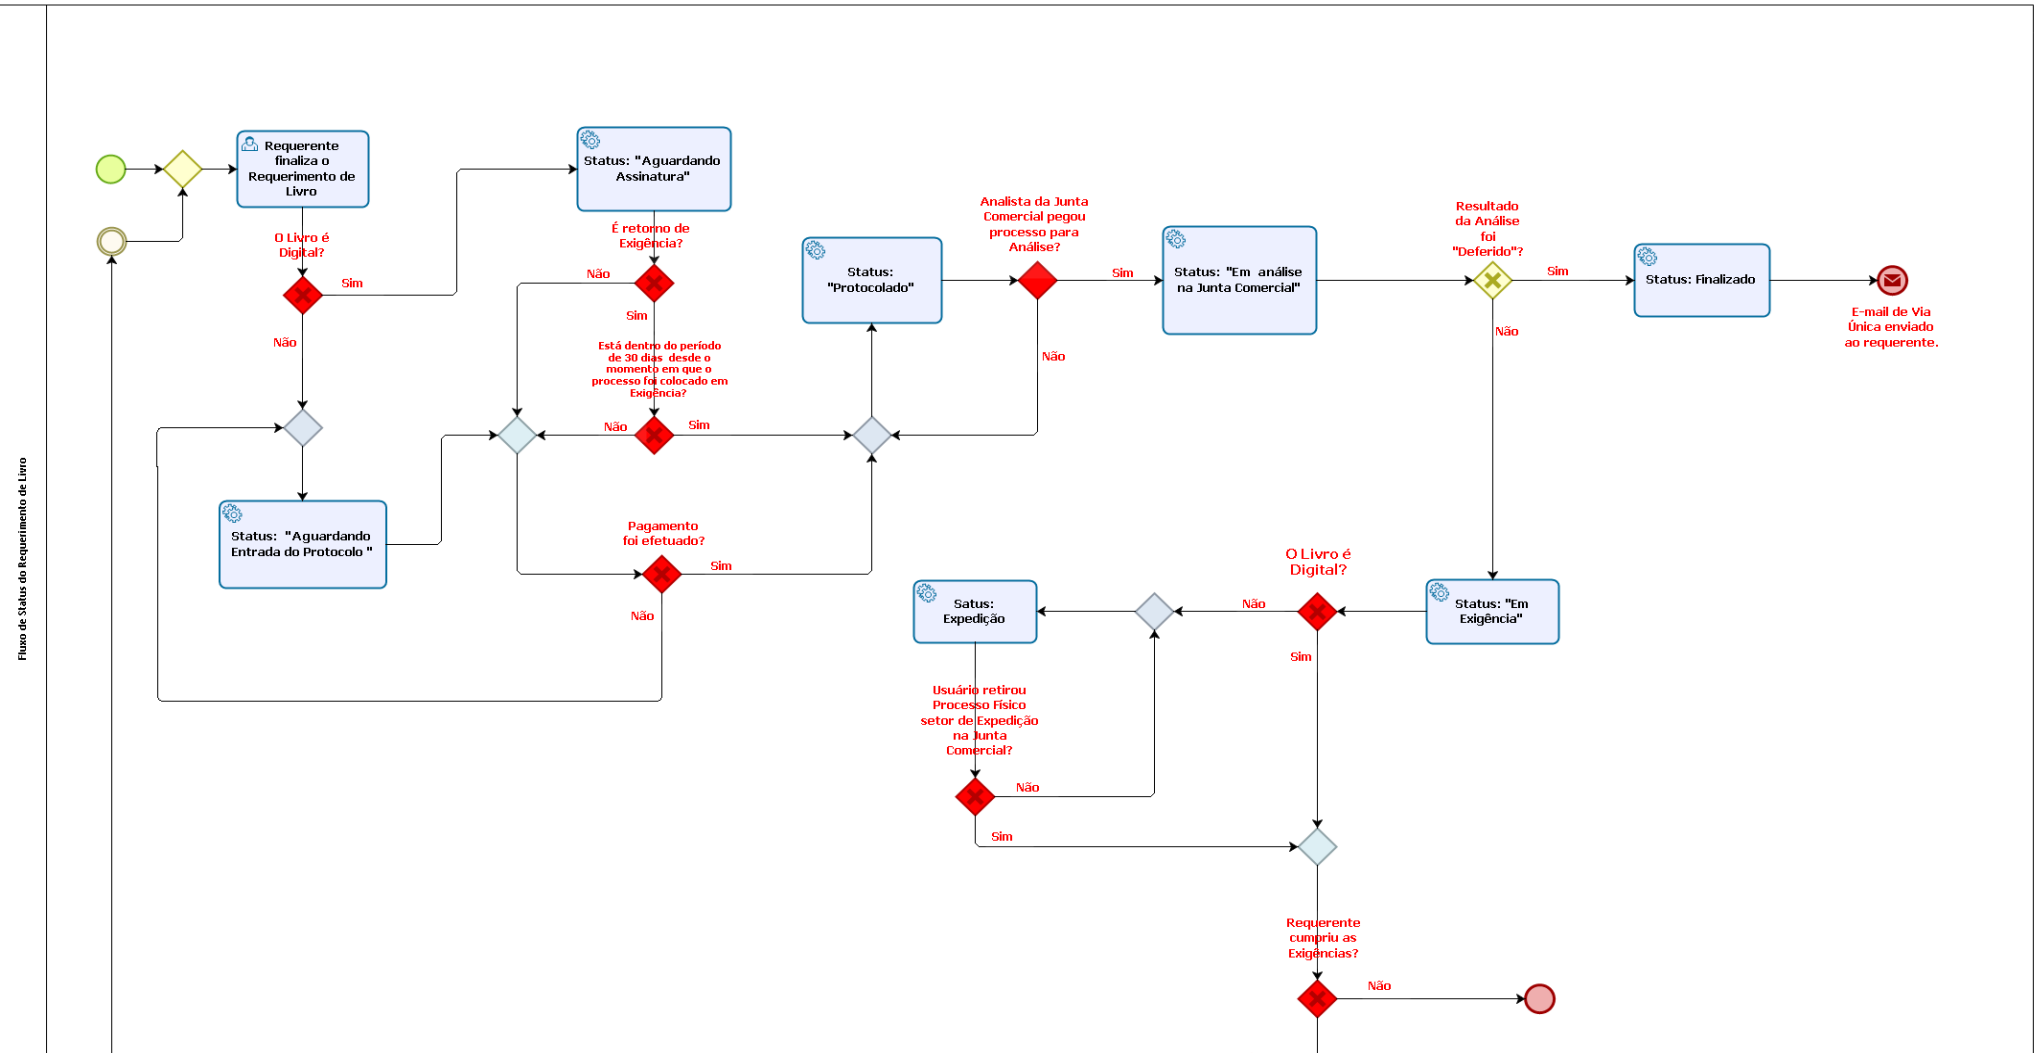 Fluxo de Status do Requerimento de Livro
Requerente
finaliza o
Requerimento de
Livro
O Livro é
Digital?
Sim
Não
Status: "Aguardando
Entrada do Protocolo "
Status: "Aguardando
Assinatura"
É retorno de
Exigência?
Não
Sim
Está dentro do período
de 30 dias desde o
momento em que o
processo foi colocado em
Exigência?
Não
Sim
Pagamento
foi efetuado?
Sim
Não
Status:
"Protocolado"
Analista da Junta
Comercial pegou
processo para
Análise?
Sim
Não
Status: "Em análise
na Junta Comercial"
Resultado
da Análise
foi
"Deferido"?
Sim
Não
Status: Finalizado
E-mail de Via
Única enviado
ao requerente.
Status: "Em
Exigência"
O Livro é
Digital?
Não
Sim
Satus:
Expedição
Usuário retirou
Processo Físico
setor de Expedição
na Junta
Comercial?
Não
Sim
Requerente
cumpriu as
Exigências?
Não